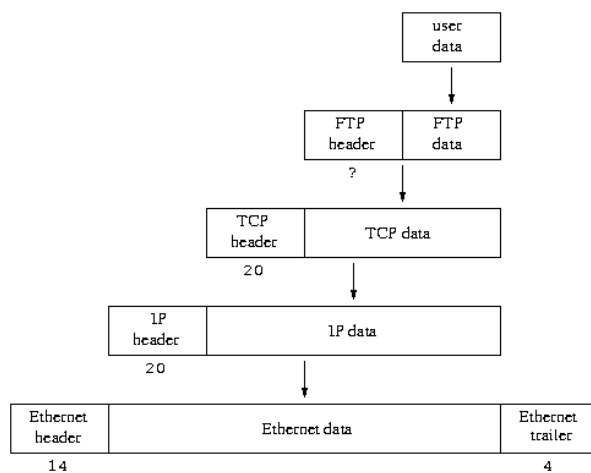 user
data
FTP
header
FTP
data
?
TCP
header
TCP data
20
IP
header
IP data
20
Ethernet
header
Ethernet data
Ethernet
trailer
14
4